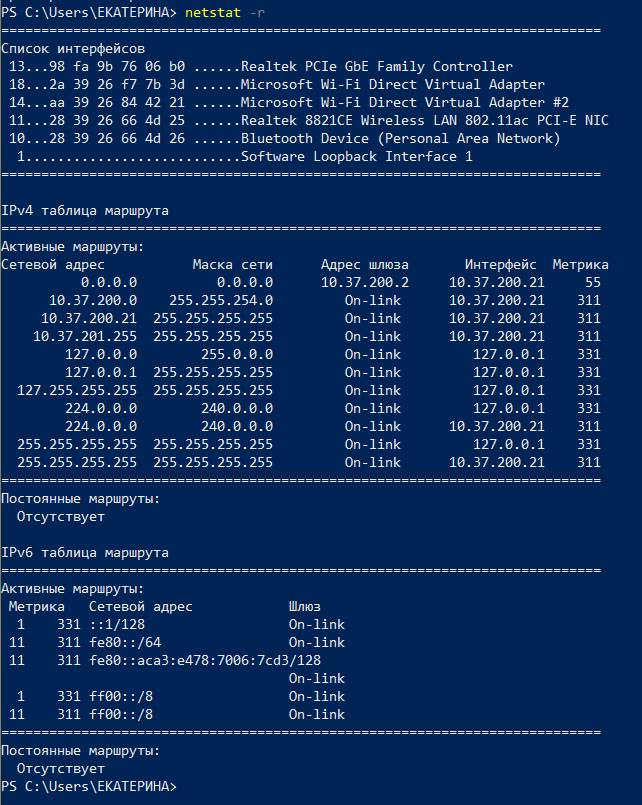 PS C:\Users\ЕКАТЕРИНА> netstat -r
===========================================================================
Список интерфейсов
 13...98 fa 9b 76 06 b0 ......Realtek PCIe GbE Family Controller
 18...2a 39 26 f7 7b 3d ......Microsoft Wi-Fi Direct Virtual Adapter
 14...aa 39 26 84 42 21 ......Microsoft Wi-Fi Direct Virtual Adapter #2
 11...28 39 26 66 4d 25 ......Realtek 8821CE Wireless LAN 802.11ac PCI-E NIC
 10...28 39 26 66 4d 26 ......Bluetooth Device (Personal Area Network)
  1...........................Software Loopback Interface 1
===========================================================================
IPv4 таблица маршрута
===========================================================================
Активные маршруты:
Сетевой адрес           Маска сети      Адрес шлюза       Интерфейс  Метрика
          0.0.0.0          0.0.0.0      10.37.200.2     10.37.200.21     55
      10.37.200.0    255.255.254.0         On-link      10.37.200.21    311
     10.37.200.21  255.255.255.255         On-link      10.37.200.21    311
    10.37.201.255  255.255.255.255         On-link      10.37.200.21    311
        127.0.0.0        255.0.0.0         On-link         127.0.0.1    331
        127.0.0.1  255.255.255.255         On-link         127.0.0.1    331
  127.255.255.255  255.255.255.255         On-link         127.0.0.1    331
        224.0.0.0        240.0.0.0         On-link         127.0.0.1    331
        224.0.0.0        240.0.0.0         On-link      10.37.200.21    311
  255.255.255.255  255.255.255.255         On-link         127.0.0.1    331
  255.255.255.255  255.255.255.255         On-link      10.37.200.21    311
===========================================================================
Постоянные маршруты:
  Отсутствует
IPv6 таблица маршрута
===========================================================================
Активные маршруты:
 Метрика   Сетевой адрес            Шлюз
  1    331 ::1/128                  On-link
 11    311 fe80::/64                On-link
 11    311 fe80::aca3:e478:7006:7cd3/128
                                    On-link
  1    331 ff00::/8                 On-link
 11    311 ff00::/8                 On-link
===========================================================================
Постоянные маршруты:
  Отсутствует
PS C:\Users\ЕКАТЕРИНА>